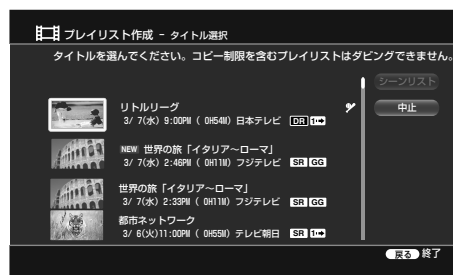 プレイリスト作成 - タイトル選択
タイトルを選んでください。コピー制限を含むプレイリストはダビングできません。
シーンリスト
中止
リトルリーグ
3/ 7(水) 9:00PM ( 0H54M) 日本テレビ DR 1
NEW 世界の旅「イタリア～ローマ」
3/ 7(水) 2:46PM ( 0H11M) フジテレビ SR GG
世界の旅「イタリア～ローマ」
3/ 7(水) 2:33PM ( 0H11M) フジテレビ SR GG
都市ネットワーク
3/ 6(火)11:00PM ( 0H55M) テレビ朝日 SR 1
戻る 終了